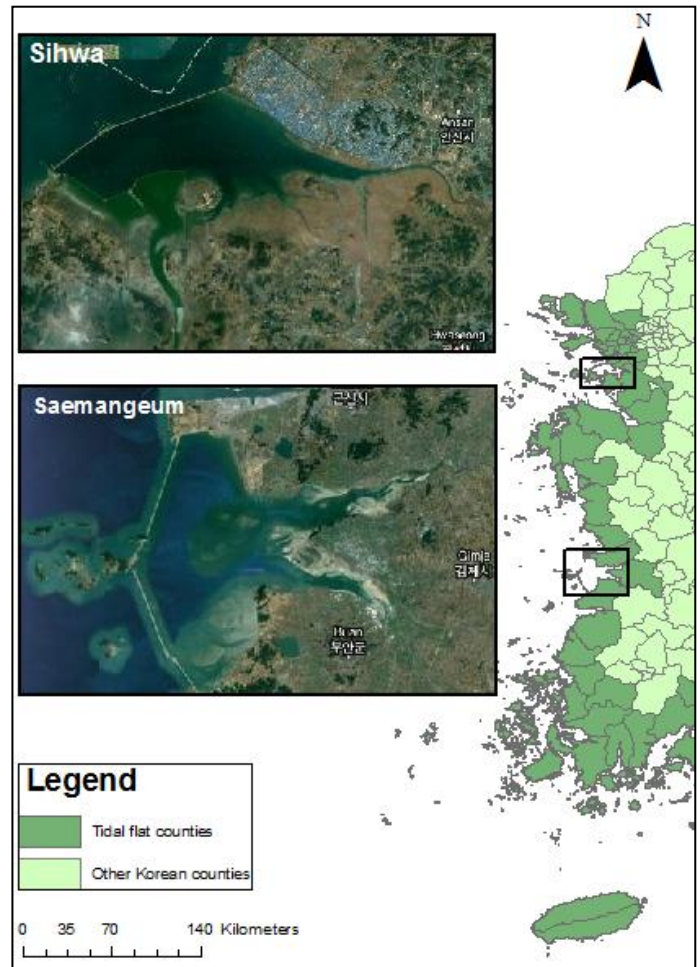 N
Sihwa
Ansan
안산시
Hwaseong
Saemangeum
군산시
Gimje
김제시
Buan
부안군
Legend
Tidal flat counties
Other Korean counties
0 35 70 140 Kilometers